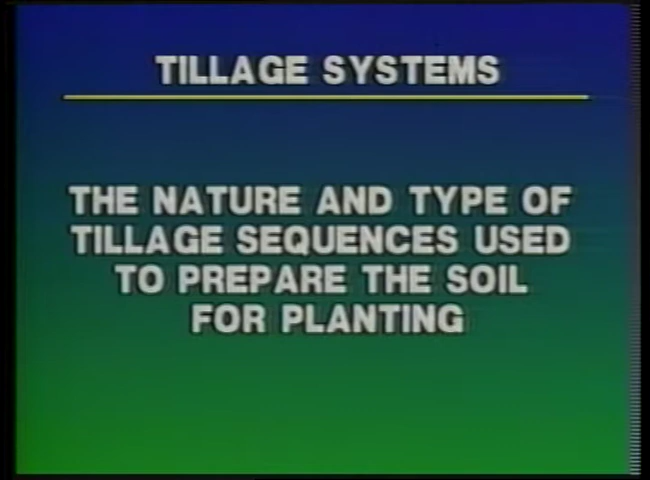 TILLAGE SYSTEMS
THE NATURE AND TYPE OF
TILLAGE SEQUENCES USED
TO PREPARE THE SOIL
FOR PLANTING